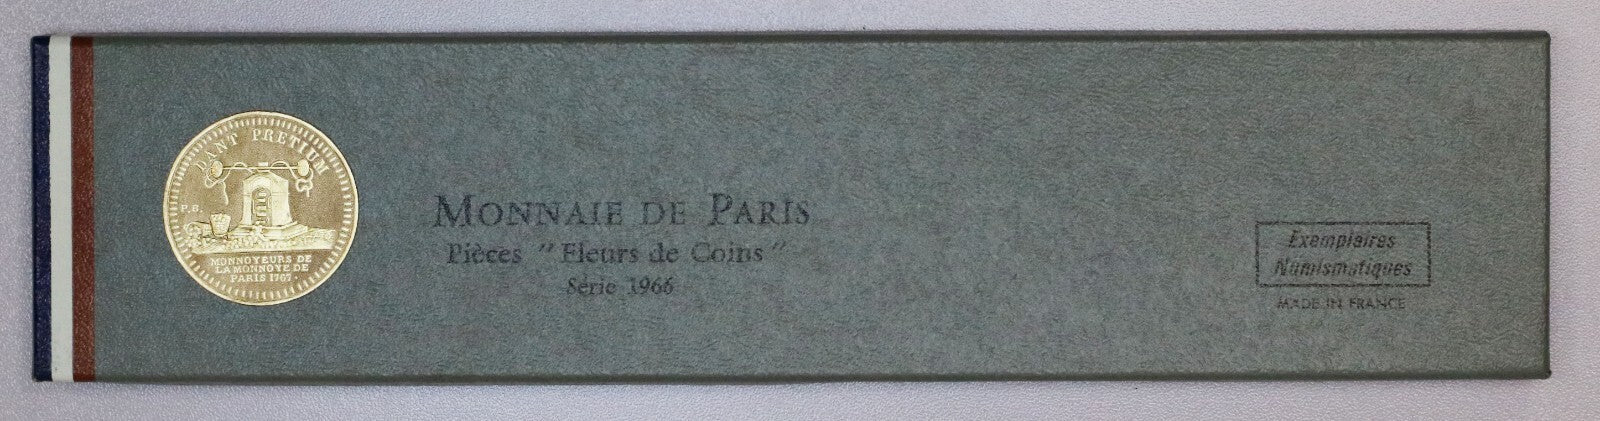 DANT PRETIUM
P.B.
MONNOYEURS DE
LA MONNOYE DE
PARIS 1767.
MONNAIE DE PARIS
Pièces "Fleurs de Coins"
Série 1966
Exemplaires
Numismatiques
MADE IN FRANCE